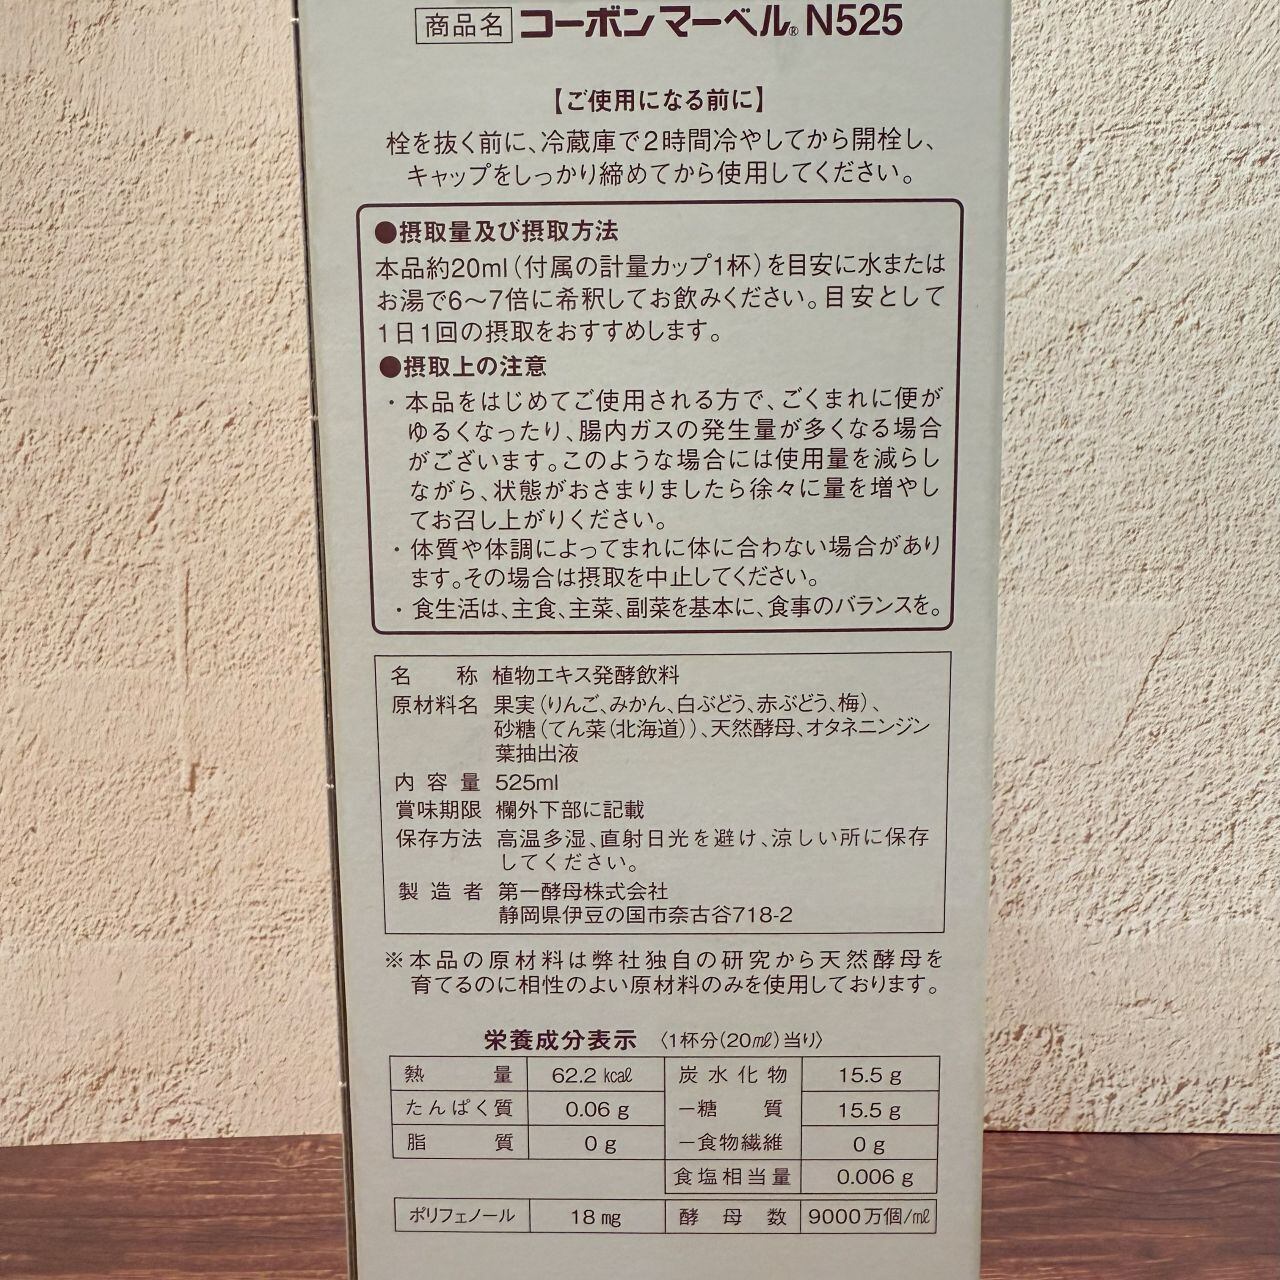 商品名 コーボンマーベル® N525
【ご使用になる前に】
栓を抜く前に、冷蔵庫で2時間冷やしてから開栓し、
キャップをしっかり締めてから使用してください。
●摂取量及び摂取方法
本品約20ml(付属の計量カップ1杯)を目安に水または
お湯で6〜7倍に希釈してお飲みください。目安として
1日1回の摂取をおすすめします。
●摂取上の注意
・本品をはじめてご使用される方で、ごくまれに便が
ゆるくなったり、腸内ガスの発生量が多くなる場合
がございます。このような場合には使用量を減らし
ながら、状態がおさまりましたら徐々に量を増やし
てお召し上がりください。
・体質や体調によってまれに体に合わない場合があり
ます。その場合は摂取を中止してください。
・食生活は、主食、主菜、副菜を基本に、食事のバランスを。
名称 植物エキス発酵飲料
原材料名 果実(りんご、みかん、白ぶどう、赤ぶどう、梅)、
砂糖(てん菜(北海道))、天然酵母、オタネニンジン
葉抽出液
内容量 525ml
賞味期限 欄外下部に記載
保存方法 高温多湿、直射日光を避け、涼しい所に保存
してください。
製造者 第一酵母株式会社
静岡県伊豆の国市奈古谷718-2
※本品の原材料は弊社独自の研究から天然酵母を
育てるのに相性のよい原材料のみを使用しております。
栄養成分表示 〈1杯分(20㎖)当り〉
熱量 62.2 kcaℓ 炭水化物 15.5 g
たんぱく質 0.06 g −糖質 15.5 g
脂質 0 g −食物繊維 0 g
食塩相当量 0.006 g
ポリフェノール 18 mg 酵母数 9000万個/㎖